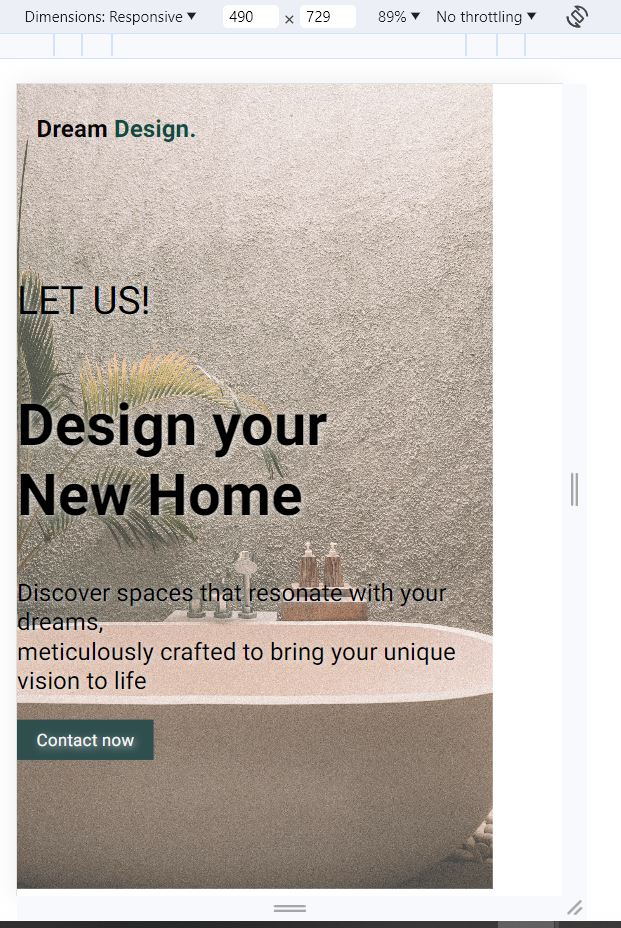 Dimensions: Responsive ▼ 490 × 729 89% ▼ No throttling ▼
Dream Design.
LET US!
Design your
New Home
Discover spaces that resonate with your
dreams,
meticulously crafted to bring your unique
vision to life
Contact now